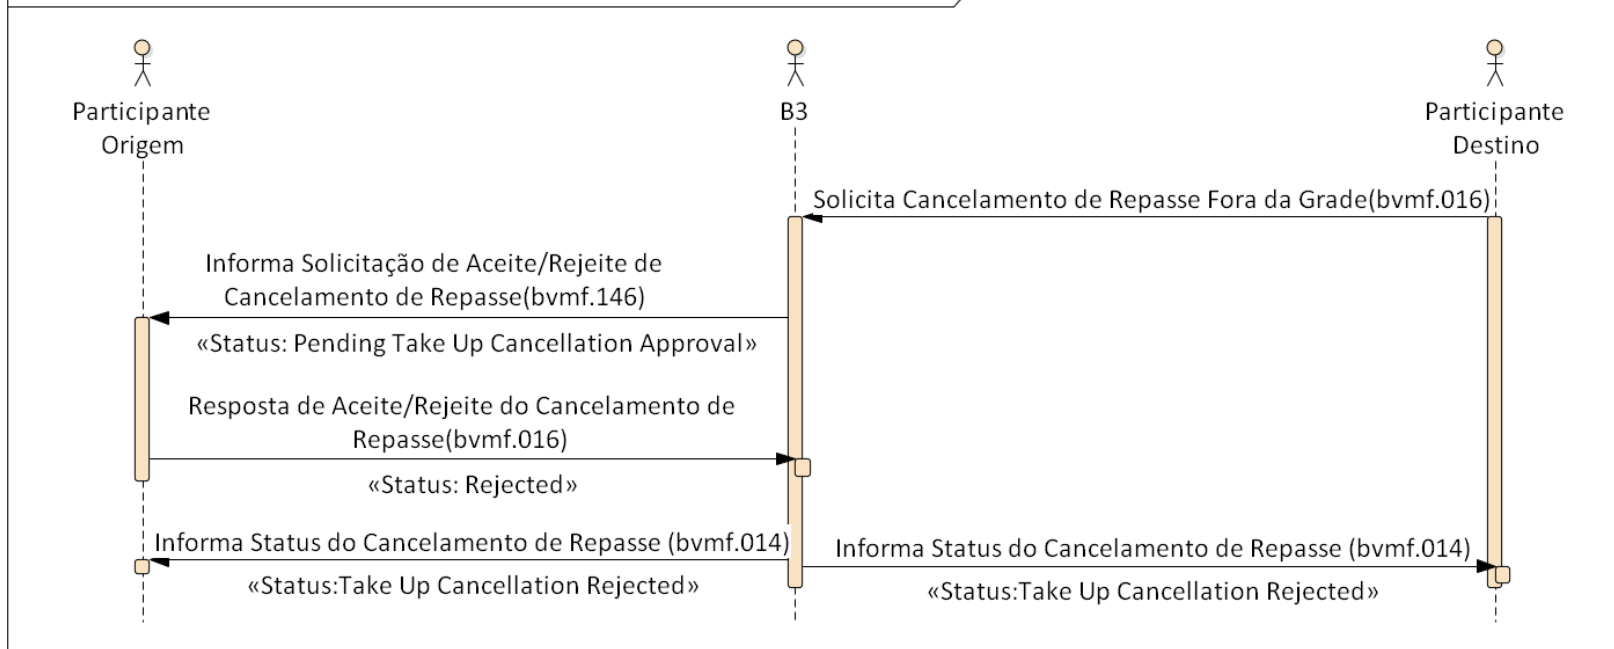 Participante
Origem
B3
Participante
Destino
Solicita Cancelamento de Repasse Fora da Grade(bvmf.016)
Informa Solicitação de Aceite/Rejeite de
Cancelamento de Repasse(bvmf.146)
«Status: Pending Take Up Cancellation Approval»
Resposta de Aceite/Rejeite do Cancelamento de
Repasse(bvmf.016)
«Status: Rejected»
Informa Status do Cancelamento de Repasse (bvmf.014)
«Status:Take Up Cancellation Rejected»
Informa Status do Cancelamento de Repasse (bvmf.014)
«Status:Take Up Cancellation Rejected»